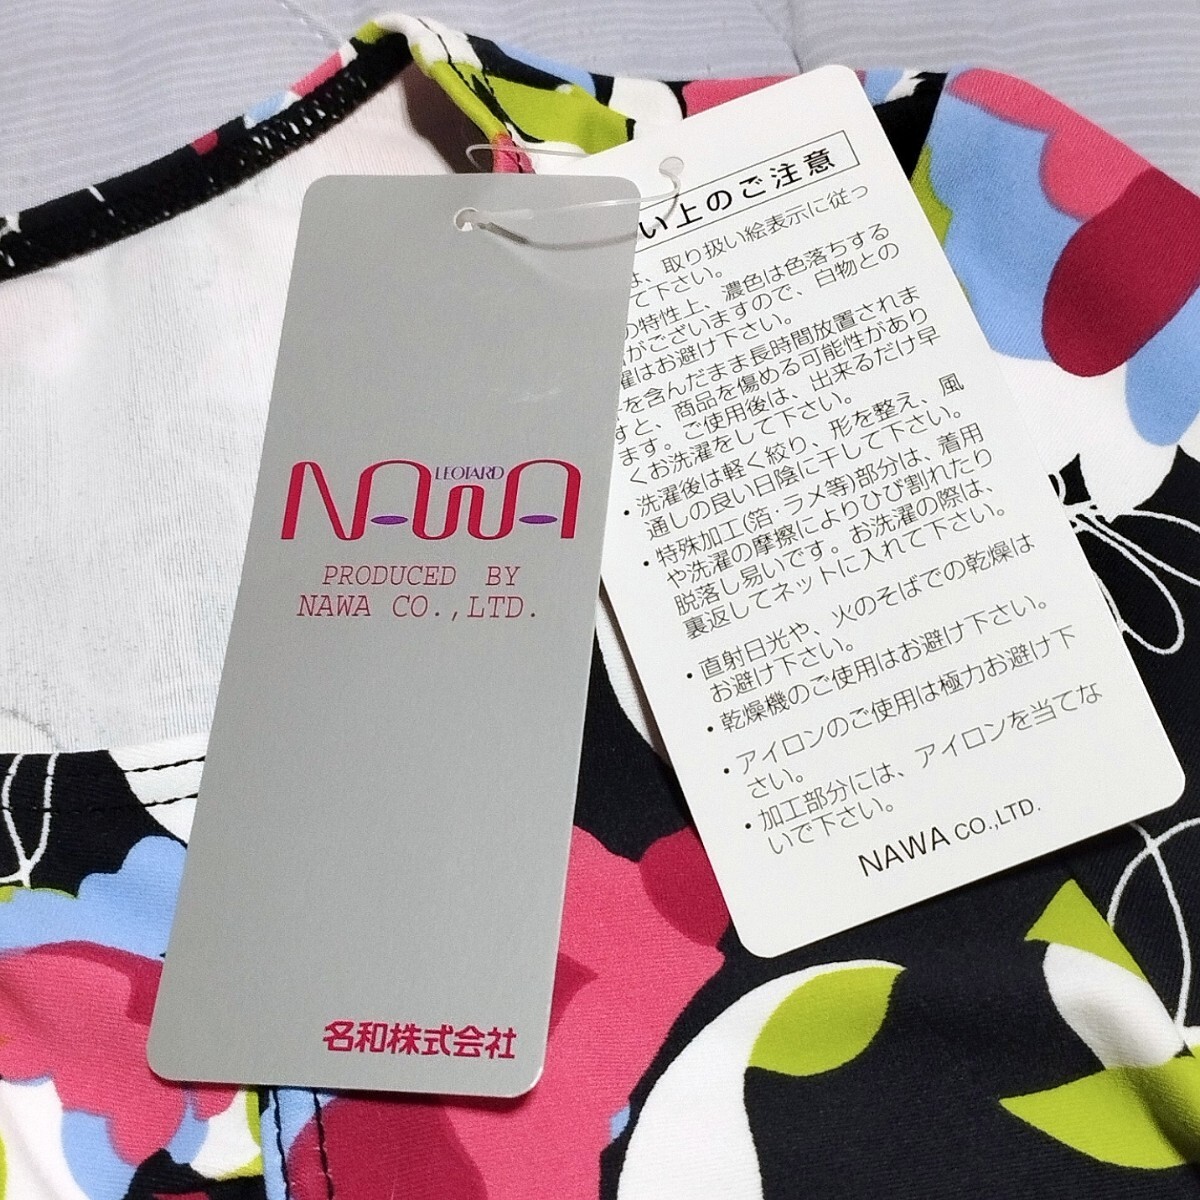 LEOTARD
NAWA
PRODUCED BY
NAWA CO.,LTD.
名和株式会社
い上のご注意
は、取り扱い絵表示に従っ
て下さい。
の特性上、濃色は色落ちする
がございますので、白物との
濯はお避け下さい。
を含んだまま長時間放置されま
すと、商品を傷める可能性があり
ます。ご使用後は、出来るだけ早
くお洗濯をして下さい。
・洗濯後は軽く絞り、形を整え、風
通しの良い日陰に干して下さい。
・特殊加工(箔・ラメ等)部分は、着用
や洗濯の摩擦によりひび割れたり
脱落し易いです。お洗濯の際は、
裏返してネットに入れて下さい。
・直射日光や、火のそばでの乾燥は
お避け下さい。
・乾燥機のご使用はお避け下さい。
・アイロンのご使用は極力お避け下
さい。
・加工部分には、アイロンを当てな
いで下さい。
NAWA CO.,LTD.